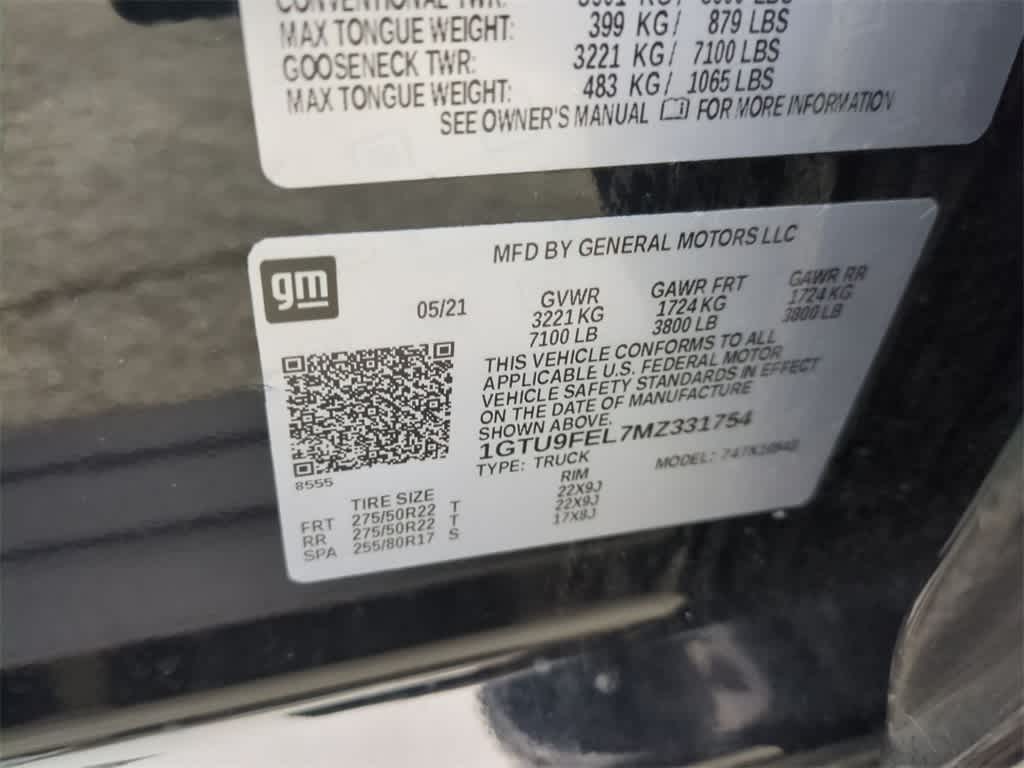 MAX TONGUE WEIGHT: 399 KG/ 879 LBS
GOOSENECK TWR: 3221 KG/ 7100 LBS
MAX TONGUE WEIGHT: 483 KG/ 1065 LBS
SEE OWNER'S MANUAL FOR MORE INFORMATION
gm
MFD BY GENERAL MOTORS LLC
05/21
GVWR
3221 KG
7100 LB
GAWR FRT
1724 KG
3800 LB
GAWR RR
1724 KG
3800 LB
THIS VEHICLE CONFORMS TO ALL
APPLICABLE U.S. FEDERAL MOTOR
VEHICLE SAFETY STANDARDS IN EFFECT
ON THE DATE OF MANUFACTURE
SHOWN ABOVE.
1GTU9FEL7MZ331754
TYPE: TRUCK MODEL:
8555
TIRE SIZE RIM
FRT 275/50R22 T 22X9J
RR 275/50R22 T 22X9J
SPA 255/80R17 S 17X8J